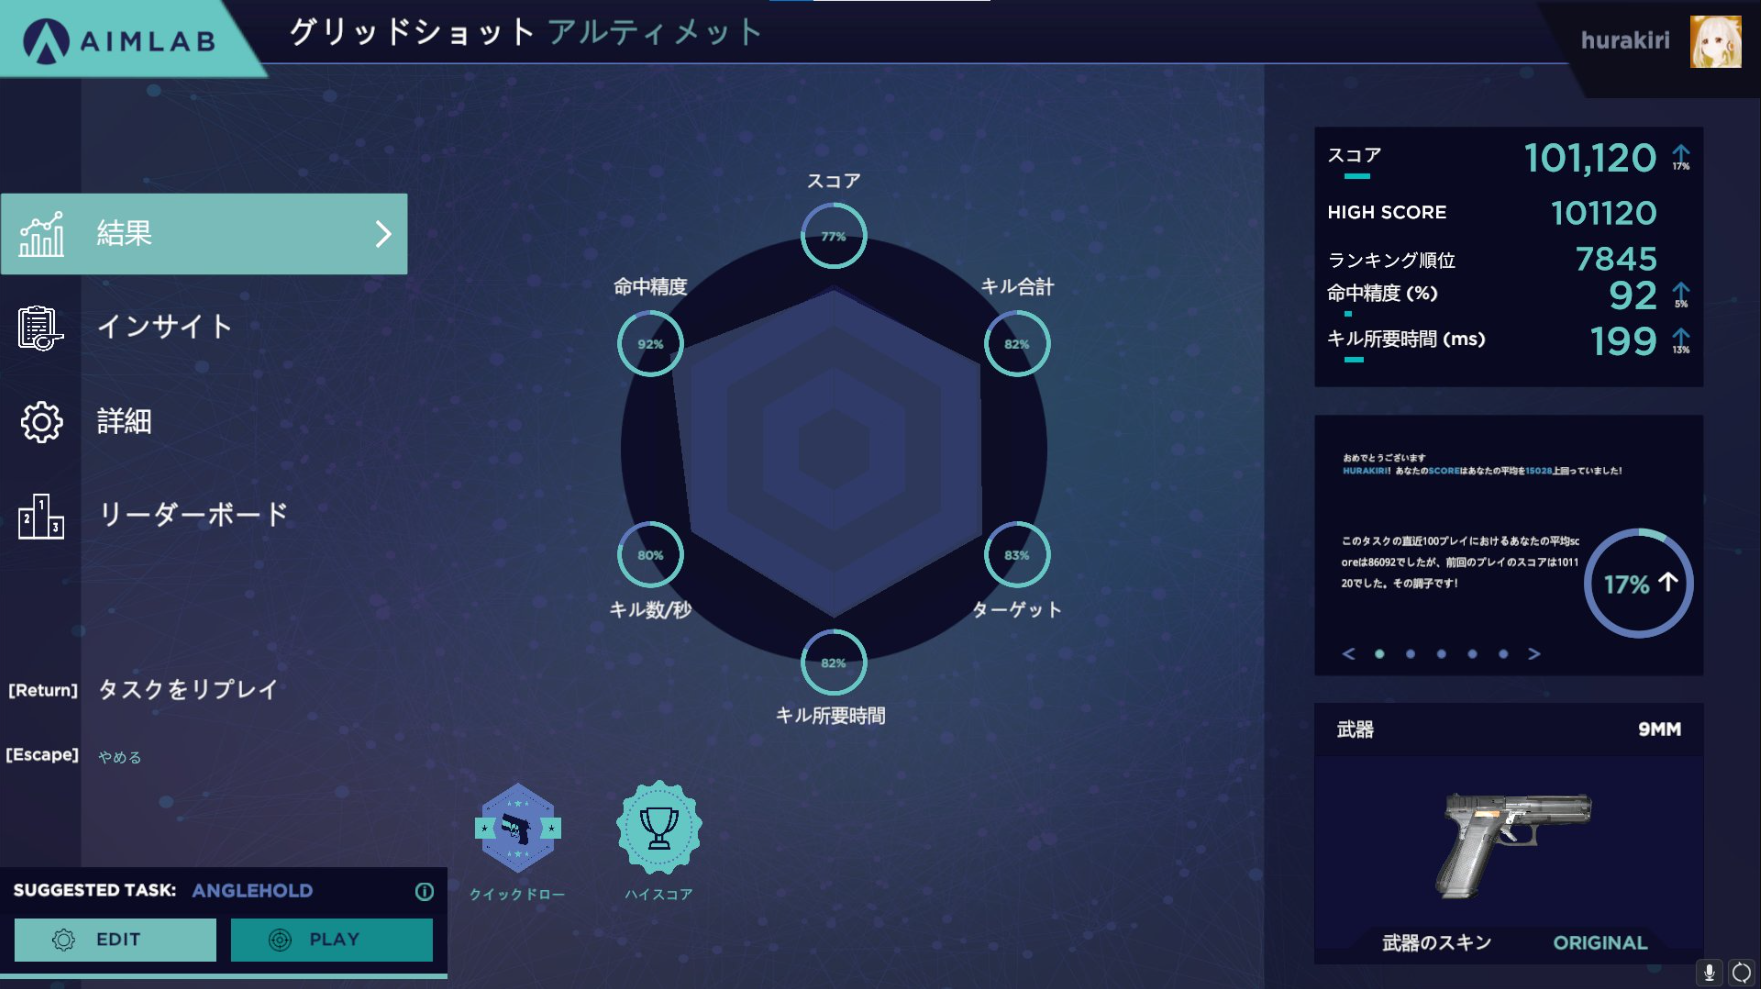 AIMLAB
グリッドショット アルティメット
hurakiri
結果
インサイト
詳細
2 1 3
リーダーボード
[Return] タスクをリプレイ
[Escape] やめる
SUGGESTED TASK: ANGLEHOLD
EDIT
PLAY
スコア
77%
命中精度
92%
キル合計
82%
80%
キル数/秒
83%
ターゲット
82%
キル所要時間
クイックドロー
ハイスコア
スコア 101,120 17%
HIGH SCORE 101120
ランキング順位 7845
命中精度 (%) 92 5%
キル所要時間 (ms) 199 13%
おめでとうございます
HURAKIRI! あなたのSCOREはあなたの平均を15028上回っていました!
このタスクの直近100プレイにおけるあなたの平均sc
oreは86092でしたが、前回のプレイのスコアは1011
20でした。その調子です!
17%
武器 9MM
武器のスキン ORIGINAL